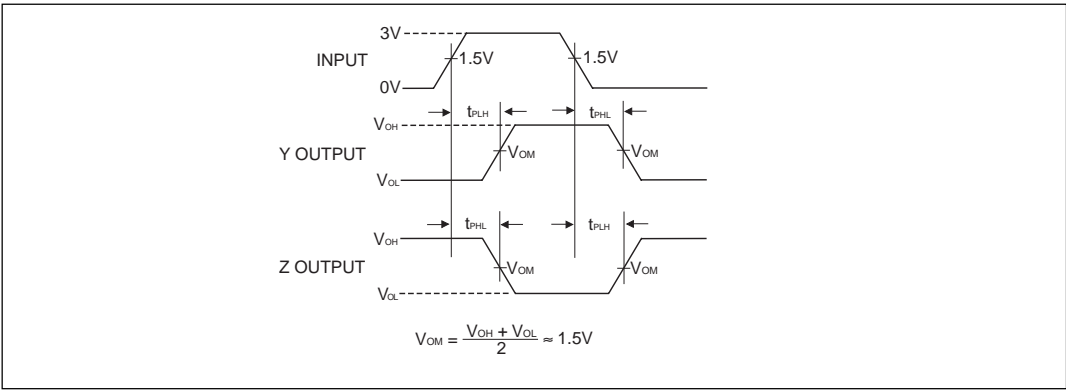 3V
INPUT
1.5V
1.5V
0V
tPLH
tPHL
VOH
Y OUTPUT
VOM
VOM
VOL
tPHL
tPLH
VOH
Z OUTPUT
VOM
VOM
VOL
VOM = VOH + VOL / 2 ≈ 1.5V